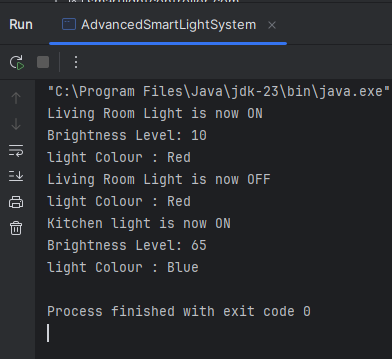 Run
AdvancedSmartLightSystem
"C:\Program Files\Java\jdk-23\bin\java.exe"
Living Room Light is now ON
Brightness Level: 10
light Colour : Red
Living Room Light is now OFF
light Colour : Red
Kitchen light is now ON
Brightness Level: 65
light Colour : Blue
Process finished with exit code 0